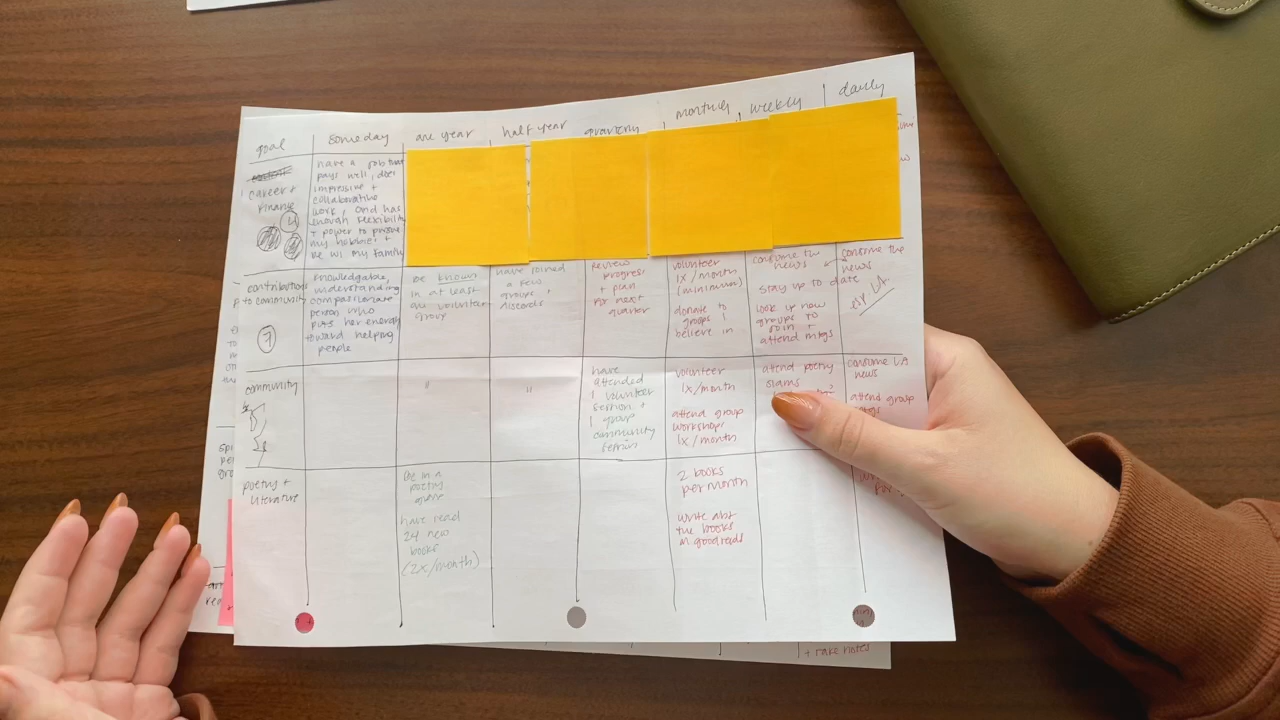 goal
someday
one year
half year
quarterly
monthly
weekly
daily
career +
finance
have a job that
pays well, does
impressive +
collaborative
work, and has
enough flexibility
+ power to pursue
my hobbies +
be w/ my family
contribution
to community
7
knowledgable,
understanding
compassionate
person who
puts her energy
toward helping
people
be known
in at least
one volunteer
group
have joined
a few
groups,
discords
review
progress
+ plan
for next
quarter
volunteer
1x/month
(minimum)
donate to
groups I
believe in
consume the
news
stay up to date
look up new
groups to
join +
attend mtgs
consume the
news
community
"
"
have
attended
1 volunteer
session +
1 group
community
session
volunteer
1x/month
attend group
workshops
1x/month
attend poetry
slams
consume LA
news
attend group
poetry +
literature
be in a
poetry
have read
24 new
books
(2x/month)
2 books
per month
write abt
the books
on goodreads
+ take notes